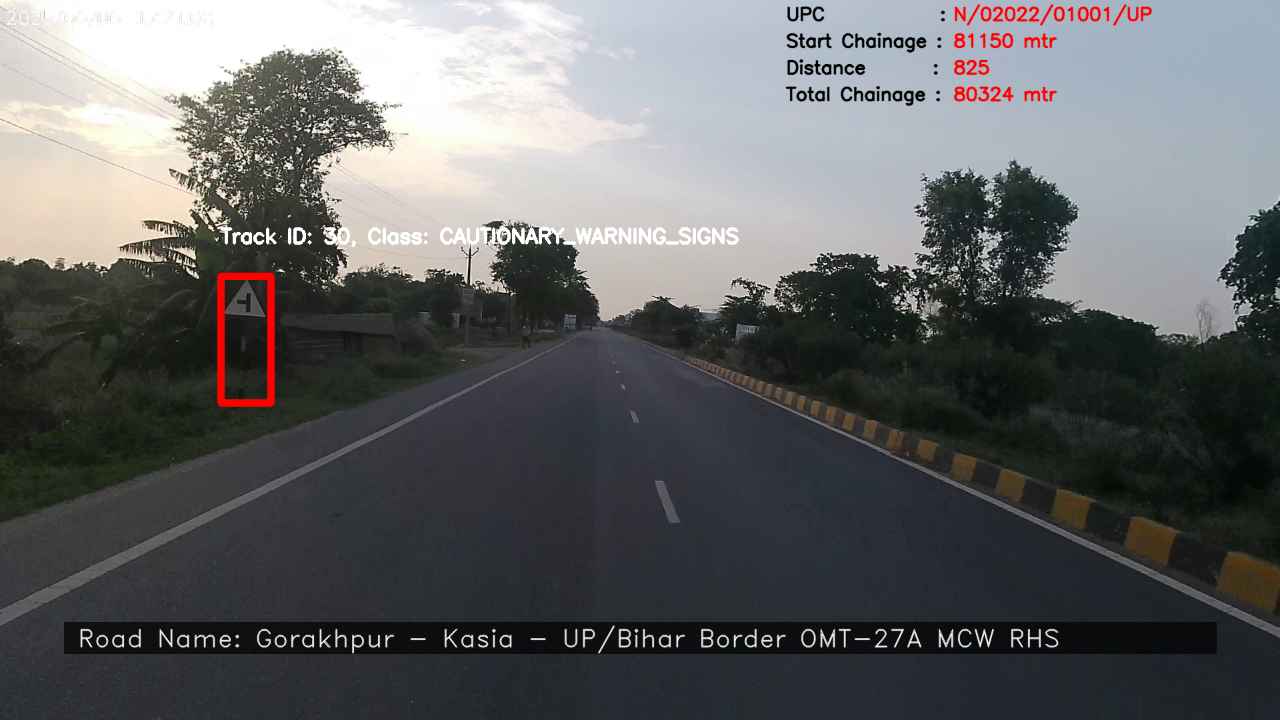 UPC : N/02022/01001/UP
Start Chainage : 81150 mtr
Distance : 825
Total Chainage : 80324 mtr
Track ID: 30, Class: CAUTIONARY_WARNING_SIGNS
Road Name: Gorakhpur - Kasia - UP/Bihar Border OMT-27A MCW RHS